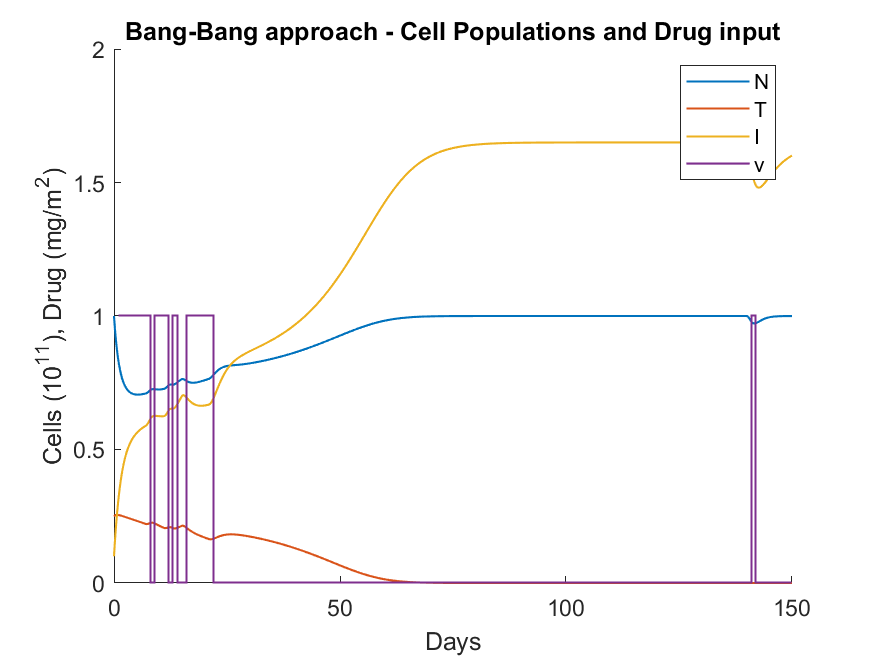 Bang-Bang approach - Cell Populations and Drug input
2
1.5
1
0.5
0
Cells (10^11), Drug (mg/m^2)
N
T
I
v
0
50
100
150
Days